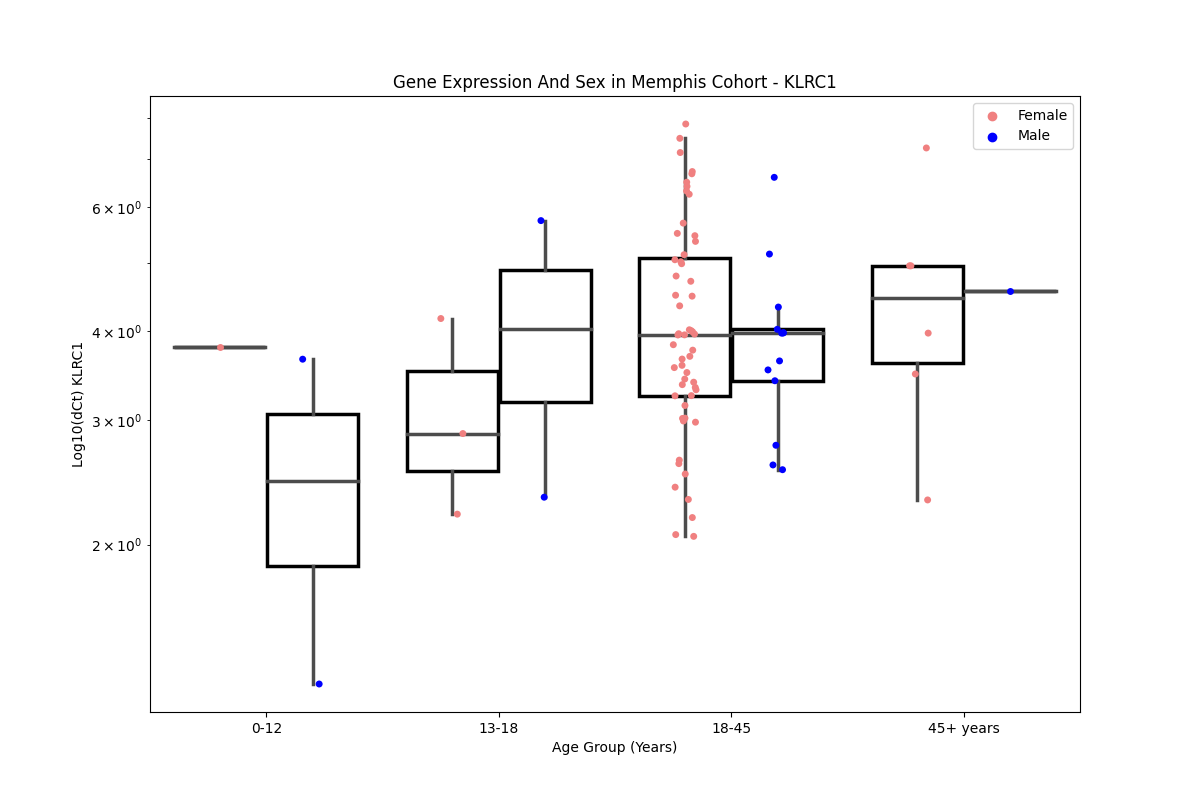 Gene Expression And Sex in Memphis Cohort - KLRC1
Female
Male
Log10(dCt) KLRC1
6 × 10⁰
4 × 10⁰
3 × 10⁰
2 × 10⁰
0-12
13-18
18-45
45+ years
Age Group (Years)